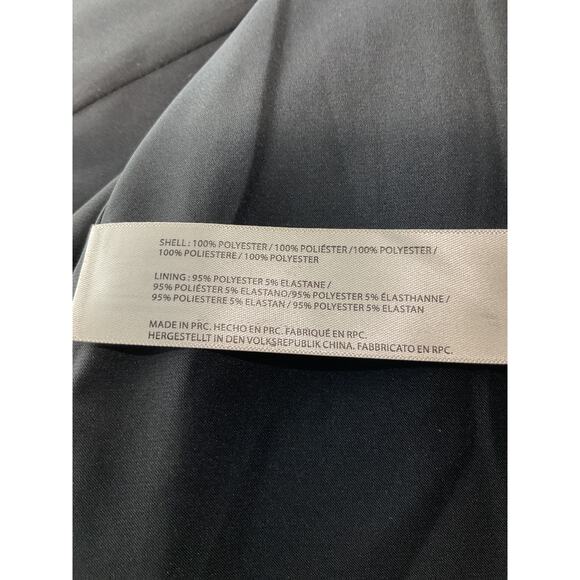 SHELL : 100% POLYESTER / 100% POLIÉSTER / 100% POLYESTER /
100% POLIESTERE / 100% POLYESTER
LINING : 95% POLYESTER 5% ELASTANE /
95% POLIÉSTER 5% ELASTANO/95% POLYESTER 5% ÉLASTHANNE /
95% POLIESTERE 5% ELASTAN / 95% POLYESTER 5% ELASTAN
MADE IN PRC. HECHO EN PRC. FABRIQUÉ EN RPC.
HERGESTELLT IN DEN VOLKSREPUBLIK CHINA. FABBRICATO EN RPC.